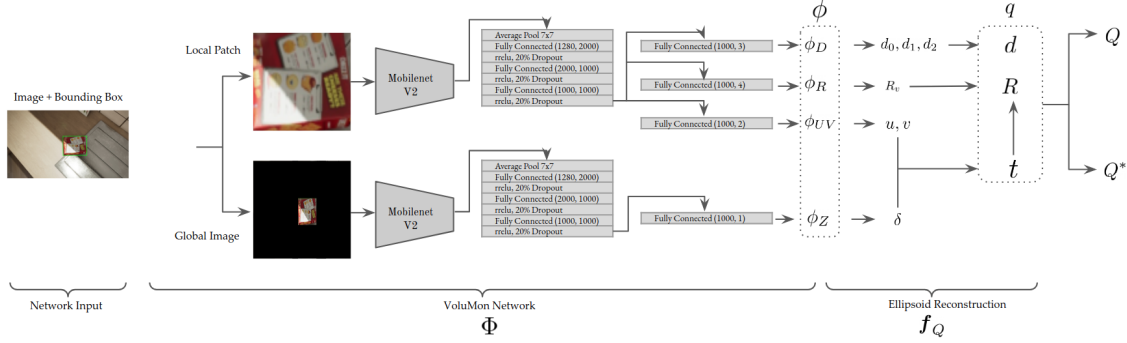 ϕ
q
Local Patch
Average Pool 7x7
Fully Connected (1280, 2000)
rrelu, 20% Dropout
Fully Connected (2000, 1000)
rrelu, 20% Dropout
Fully Connected (1000, 1000)
rrelu, 20% Dropout
Mobilenet
V2
Fully Connected (1000, 3)
ϕ_D
d_0, d_1, d_2
d
Q
Fully Connected (1000, 4)
ϕ_R
R_v
R
Image + Bounding Box
Fully Connected (1000, 2)
ϕ_UV
u, v
Average Pool 7x7
Fully Connected (1280, 2000)
rrelu, 20% Dropout
Fully Connected (2000, 1000)
rrelu, 20% Dropout
Fully Connected (1000, 1000)
rrelu, 20% Dropout
t
Q*
Mobilenet
V2
Fully Connected (1000, 1)
ϕ_Z
δ
Global Image
Network Input
VoluMon Network
Φ
Ellipsoid Reconstruction
f_Q